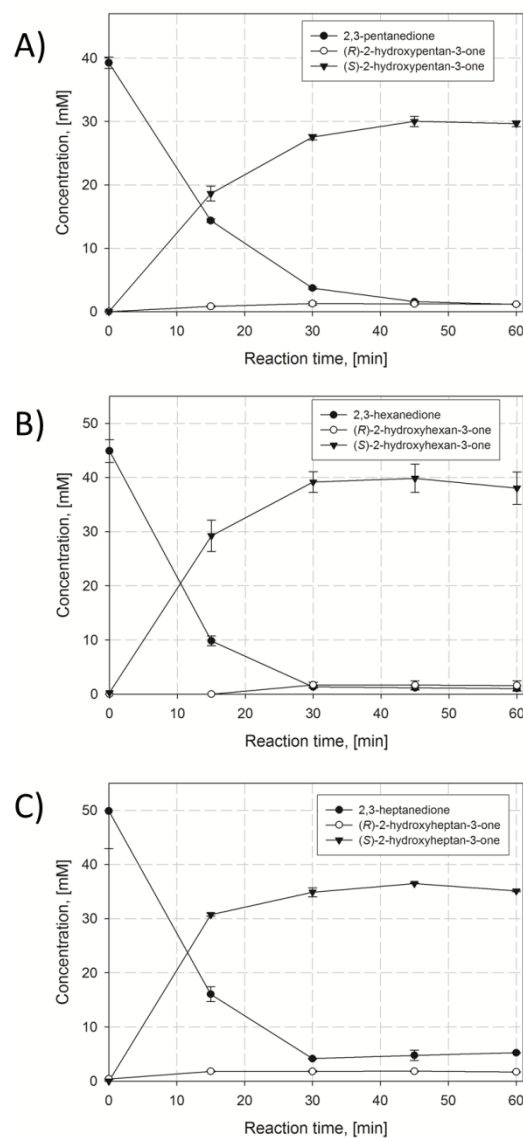 A)
2,3-pentanedione
(R)-2-hydroxypentan-3-one
(S)-2-hydroxypentan-3-one
Concentration, [mM]
40
30
20
10
0
0 10 20 30 40 50 60
Reaction time, [min]
B)
2,3-hexanedione
(R)-2-hydroxyhexan-3-one
(S)-2-hydroxyhexan-3-one
Concentration, [mM]
50
40
30
20
10
0
0 10 20 30 40 50 60
Reaction time, [min]
C)
2,3-heptanedione
(R)-2-hydroxyheptan-3-one
(S)-2-hydroxyheptan-3-one
Concentration, [mM]
50
40
30
20
10
0
0 10 20 30 40 50 60
Reaction time, [min]